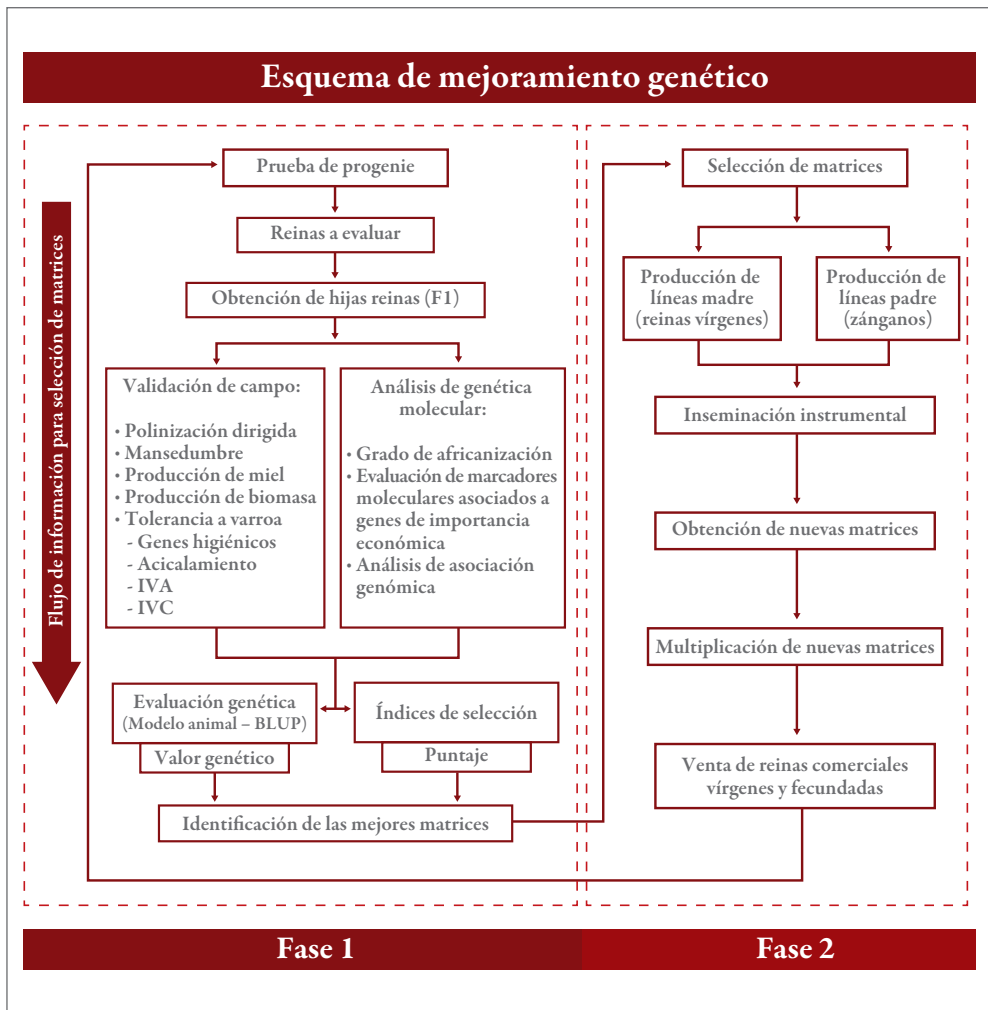 Esquema de mejoramiento genético
Flujo de información para selección de matrices
Prueba de progenie
Reinas a evaluar
Obtención de hijas reinas (F1)
Validación de campo:
· Polinización dirigida
· Mansedumbre
· Producción de miel
· Producción de biomasa
· Tolerancia a varroa
- Genes higiénicos
- Acicalamiento
- IVA
- IVC
Análisis de genética
molecular:
· Grado de africanización
· Evaluación de marcadores
moleculares asociados a
genes de importancia
económica
· Análisis de asociación
genómica
Evaluación genética
(Modelo animal – BLUP)
Valor genético
Índices de selección
Puntaje
Identificación de las mejores matrices
Fase 1
Selección de matrices
Producción de
líneas madre
(reinas vírgenes)
Producción de
líneas padre
(zánganos)
Inseminación instrumental
Obtención de nuevas matrices
Multiplicación de nuevas matrices
Venta de reinas comerciales
vírgenes y fecundadas
Fase 2